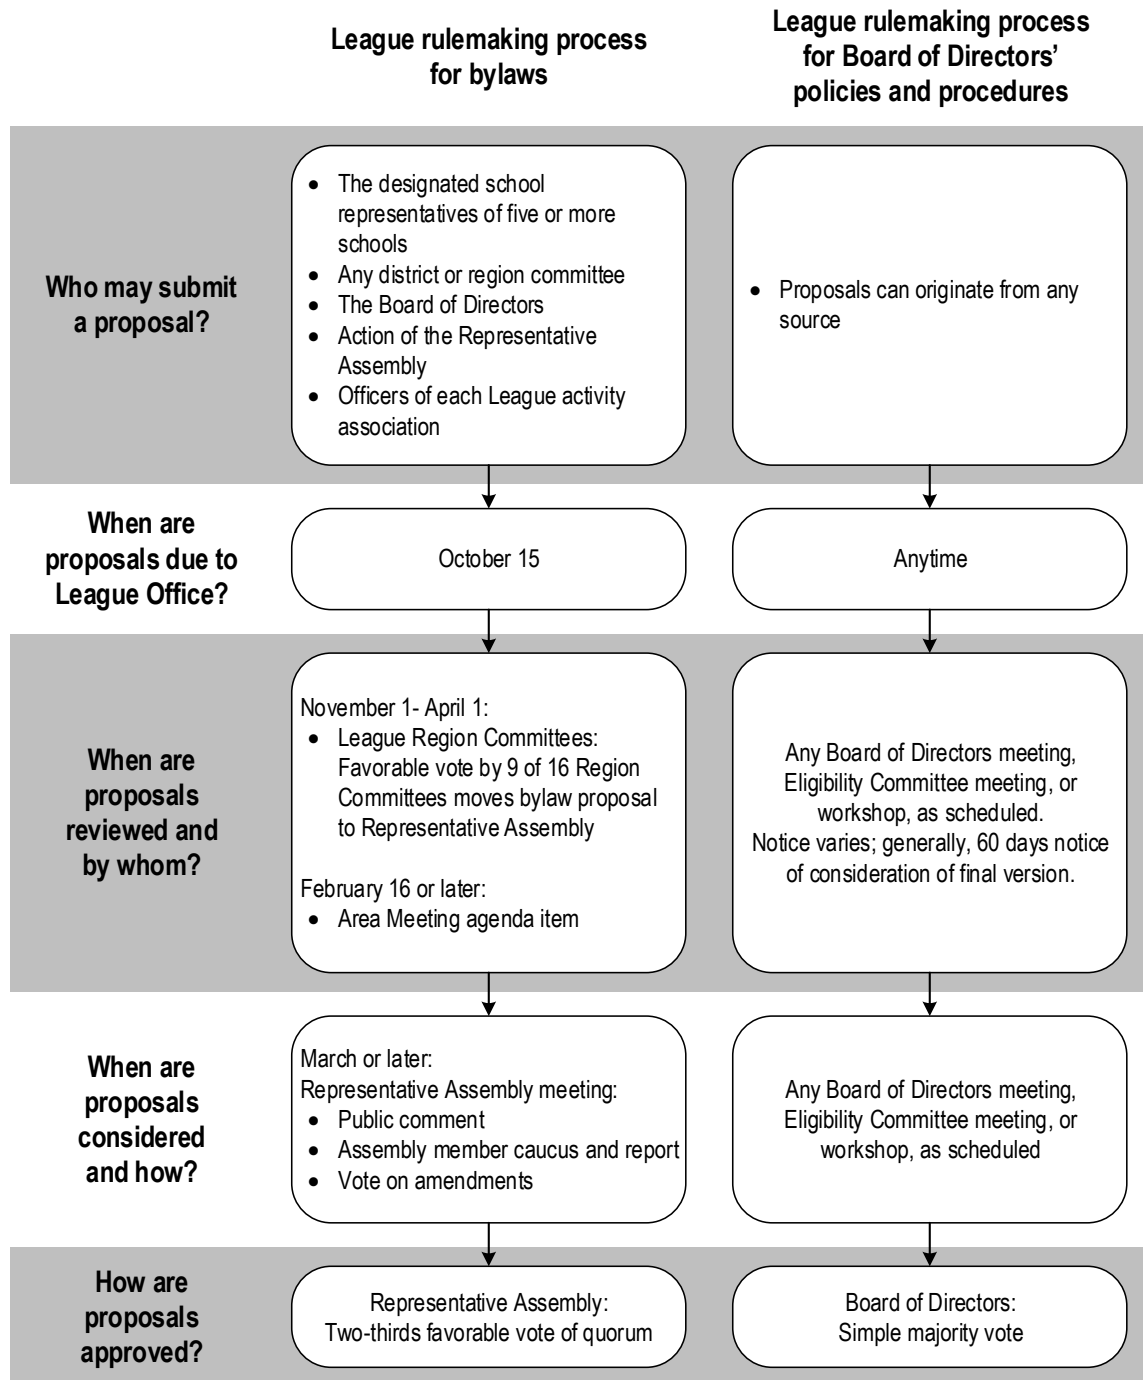 League rulemaking process
for bylaws
League rulemaking process
for Board of Directors'
policies and procedures
Who may submit
a proposal?
• The designated school
representatives of five or more
schools
• Any district or region committee
• The Board of Directors
• Action of the Representative
Assembly
• Officers of each League activity
association
• Proposals can originate from any
source
When are
proposals due to
League Office?
October 15
Anytime
When are
proposals
reviewed and
by whom?
November 1- April 1:
• League Region Committees:
Favorable vote by 9 of 16 Region
Committees moves bylaw proposal
to Representative Assembly
February 16 or later:
• Area Meeting agenda item
Any Board of Directors meeting,
Eligibility Committee meeting, or
workshop, as scheduled.
Notice varies; generally, 60 days notice
of consideration of final version.
When are
proposals
considered
and how?
March or later:
Representative Assembly meeting:
• Public comment
• Assembly member caucus and report
• Vote on amendments
Any Board of Directors meeting,
Eligibility Committee meeting, or
workshop, as scheduled
How are
proposals
approved?
Representative Assembly:
Two-thirds favorable vote of quorum
Board of Directors:
Simple majority vote